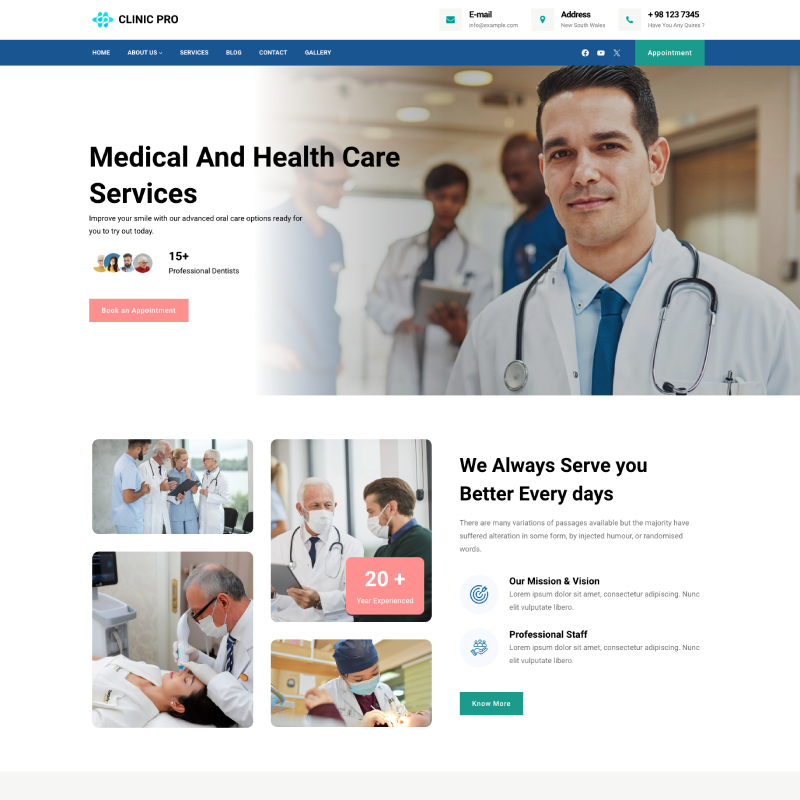 CLINIC PRO
E-mail
info@example.com
Address
New South Wales
+ 98 123 7345
Have You Any Quires ?
HOME
ABOUT US
SERVICES
BLOG
CONTACT
GALLERY
Appointment
Medical And Health Care
Services
Improve your smile with our advanced oral care options ready for
you to try out today.
15+
Professional Dentists
Book an Appointment
20 +
Year Experienced
We Always Serve you
Better Every days
There are many variations of passages available but the majority have
suffered alteration in some form, by injected humour, or randomised
words.
Our Mission & Vision
Lorem ipsum dolor sit amet, consectetur adipiscing. Nunc
elit vulputate libero.
Professional Staff
Lorem ipsum dolor sit amet, consectetur adipiscing. Nunc
elit vulputate libero.
Know More